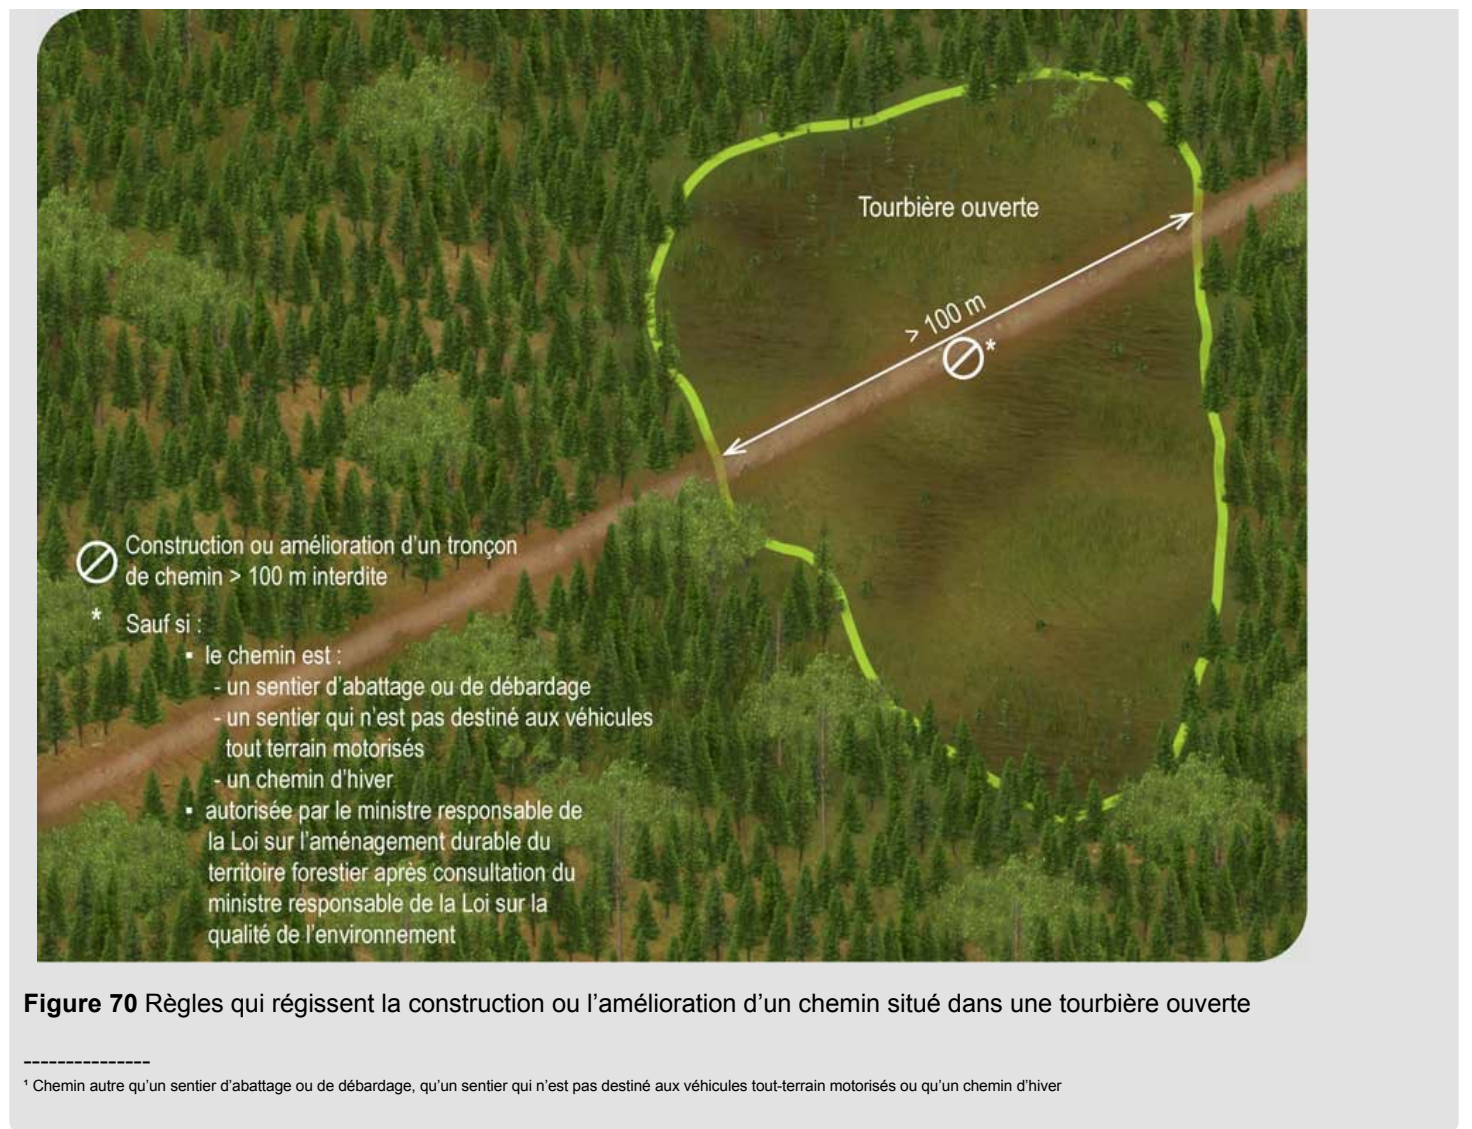 Tourbière ouverte
> 100 m
*
Construction ou amélioration d'un tronçon
de chemin > 100 m interdite
* Sauf si :
▪ le chemin est :
- un sentier d'abattage ou de débardage
- un sentier qui n'est pas destiné aux véhicules
tout terrain motorisés
- un chemin d'hiver
▪ autorisée par le ministre responsable de
la Loi sur l'aménagement durable du
territoire forestier après consultation du
ministre responsable de la Loi sur la
qualité de l'environnement
Figure 70 Règles qui régissent la construction ou l'amélioration d'un chemin situé dans une tourbière ouverte
---------------
¹ Chemin autre qu'un sentier d'abattage ou de débardage, qu'un sentier qui n'est pas destiné aux véhicules tout-terrain motorisés ou qu'un chemin d'hiver